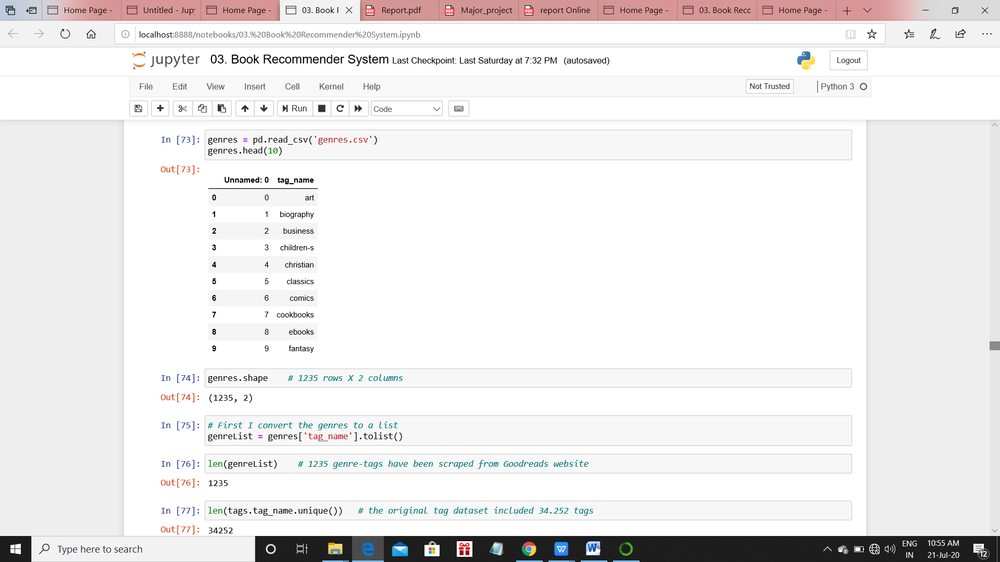 Home Page -
Untitled - Jup
Home Page -
03. Book F
Report.pdf
Major_project
report Online
Home Page -
03. Book Recc
Home Page -
localhost:8888/notebooks/03.%20Book%20Recommender%20System.ipynb
jupyter 03. Book Recommender System Last Checkpoint: Last Saturday at 7:32 PM (autosaved)
Logout
File Edit View Insert Cell Kernel Help
Not Trusted
Python 3
Run
Code
In [73]: genres = pd.read_csv('genres.csv')
genres.head(10)
Out[73]:
Unnamed: 0 tag_name
0 0 art
1 1 biography
2 2 business
3 3 children-s
4 4 christian
5 5 classics
6 6 comics
7 7 cookbooks
8 8 ebooks
9 9 fantasy
In [74]: genres.shape    # 1235 rows X 2 columns
Out[74]: (1235, 2)
In [75]: # First I convert the genres to a list
genreList = genres['tag_name'].tolist()
In [76]: len(genreList)    # 1235 genre-tags have been scraped from Goodreads website
Out[76]: 1235
In [77]: len(tags.tag_name.unique())   # the original tag dataset included 34.252 tags
Out[77]: 34252
Type here to search
ENG
IN
10:55 AM
21-Jul-20
12